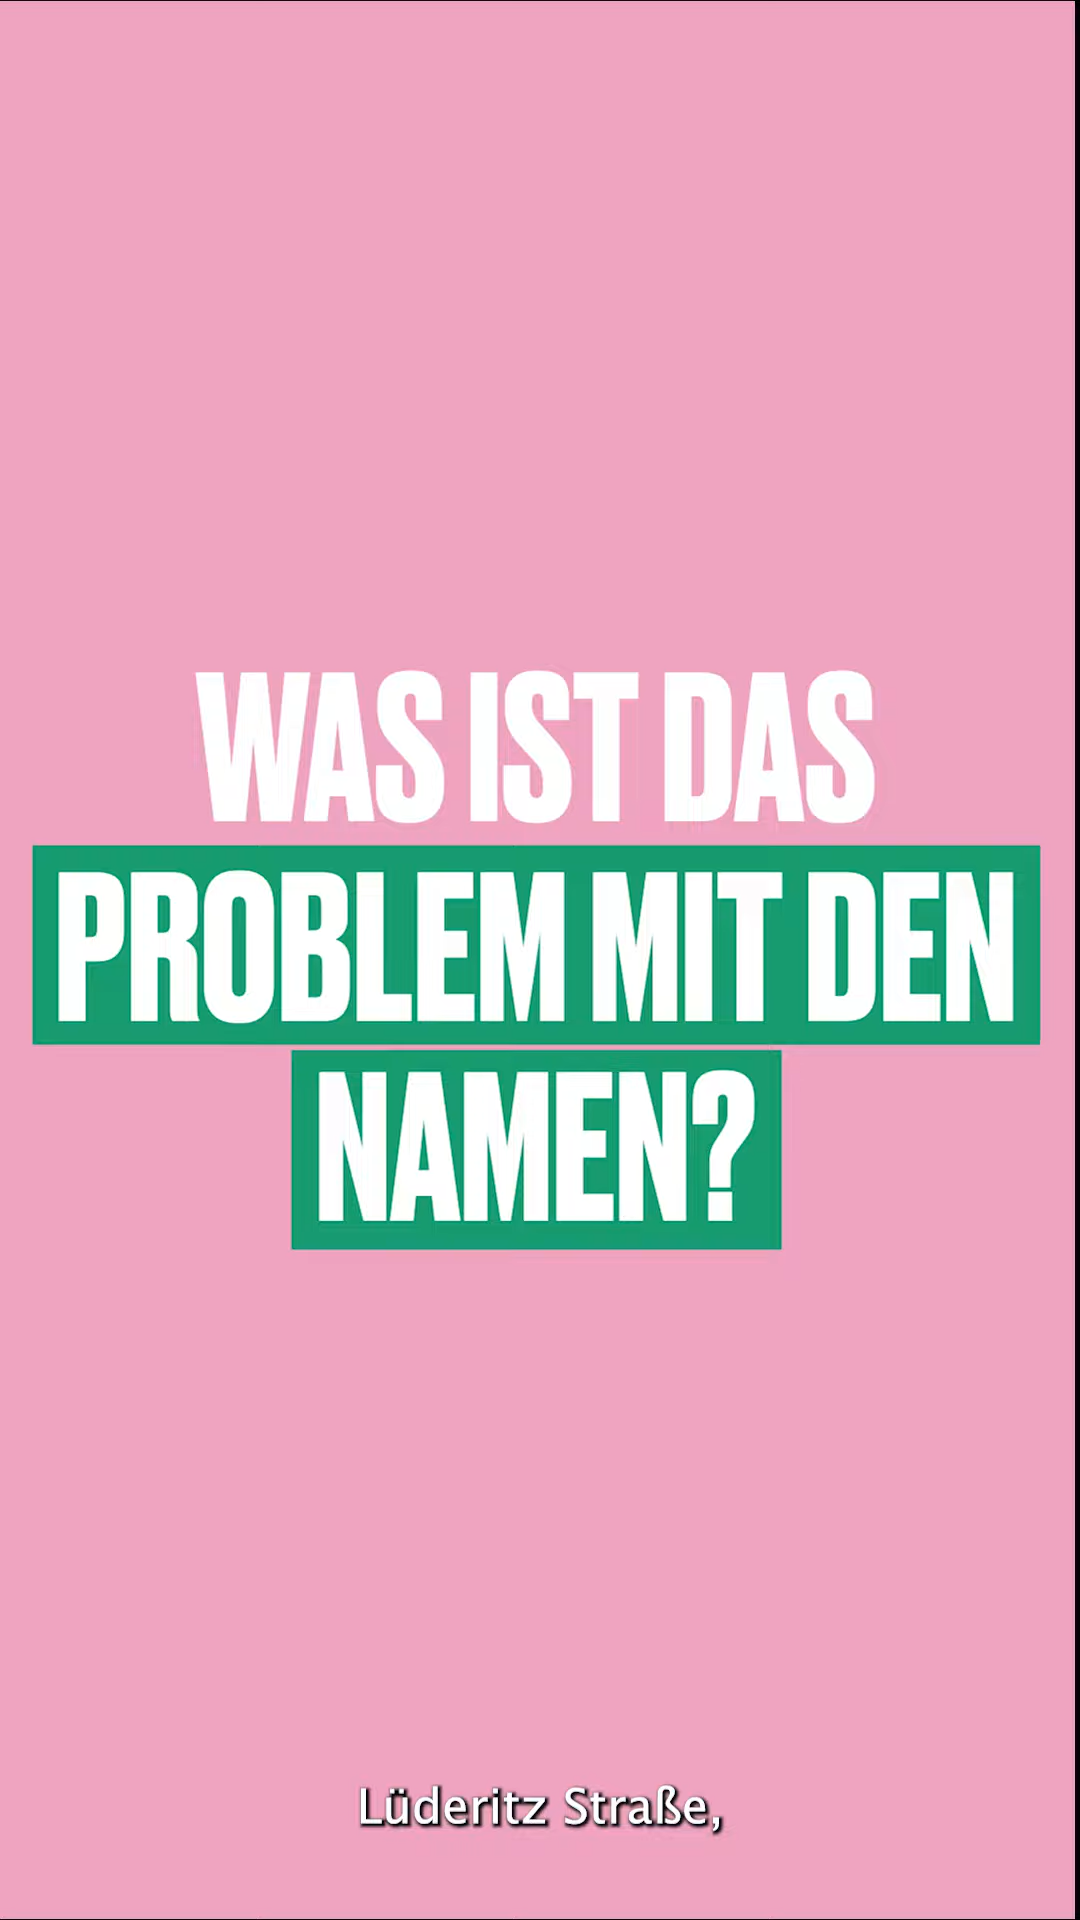 WAS IST DAS
PROBLEM MIT DEN
NAMEN?
Lüderitz Straße,